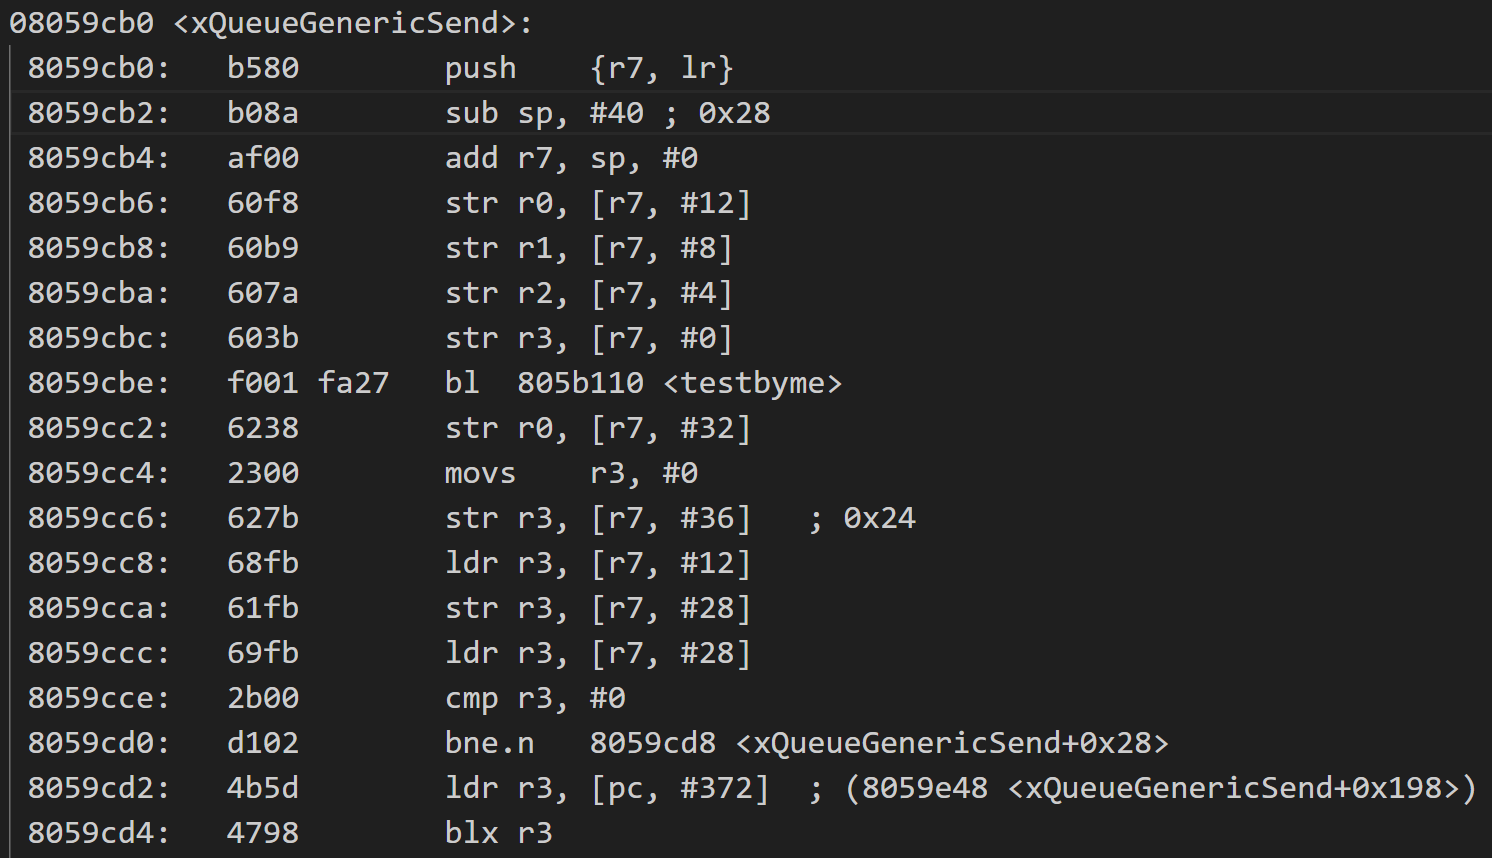 08059cb0 <xQueueGenericSend>:
8059cb0: b580 push {r7, lr}
8059cb2: b08a sub sp, #40 ; 0x28
8059cb4: af00 add r7, sp, #0
8059cb6: 60f8 str r0, [r7, #12]
8059cb8: 60b9 str r1, [r7, #8]
8059cba: 607a str r2, [r7, #4]
8059cbc: 603b str r3, [r7, #0]
8059cbe: f001 fa27 bl 805b110 <testbyme>
8059cc2: 6238 str r0, [r7, #32]
8059cc4: 2300 movs r3, #0
8059cc6: 627b str r3, [r7, #36] ; 0x24
8059cc8: 68fb ldr r3, [r7, #12]
8059cca: 61fb str r3, [r7, #28]
8059ccc: 69fb ldr r3, [r7, #28]
8059cce: 2b00 cmp r3, #0
8059cd0: d102 bne.n 8059cd8 <xQueueGenericSend+0x28>
8059cd2: 4b5d ldr r3, [pc, #372] ; (8059e48 <xQueueGenericSend+0x198>)
8059cd4: 4798 blx r3